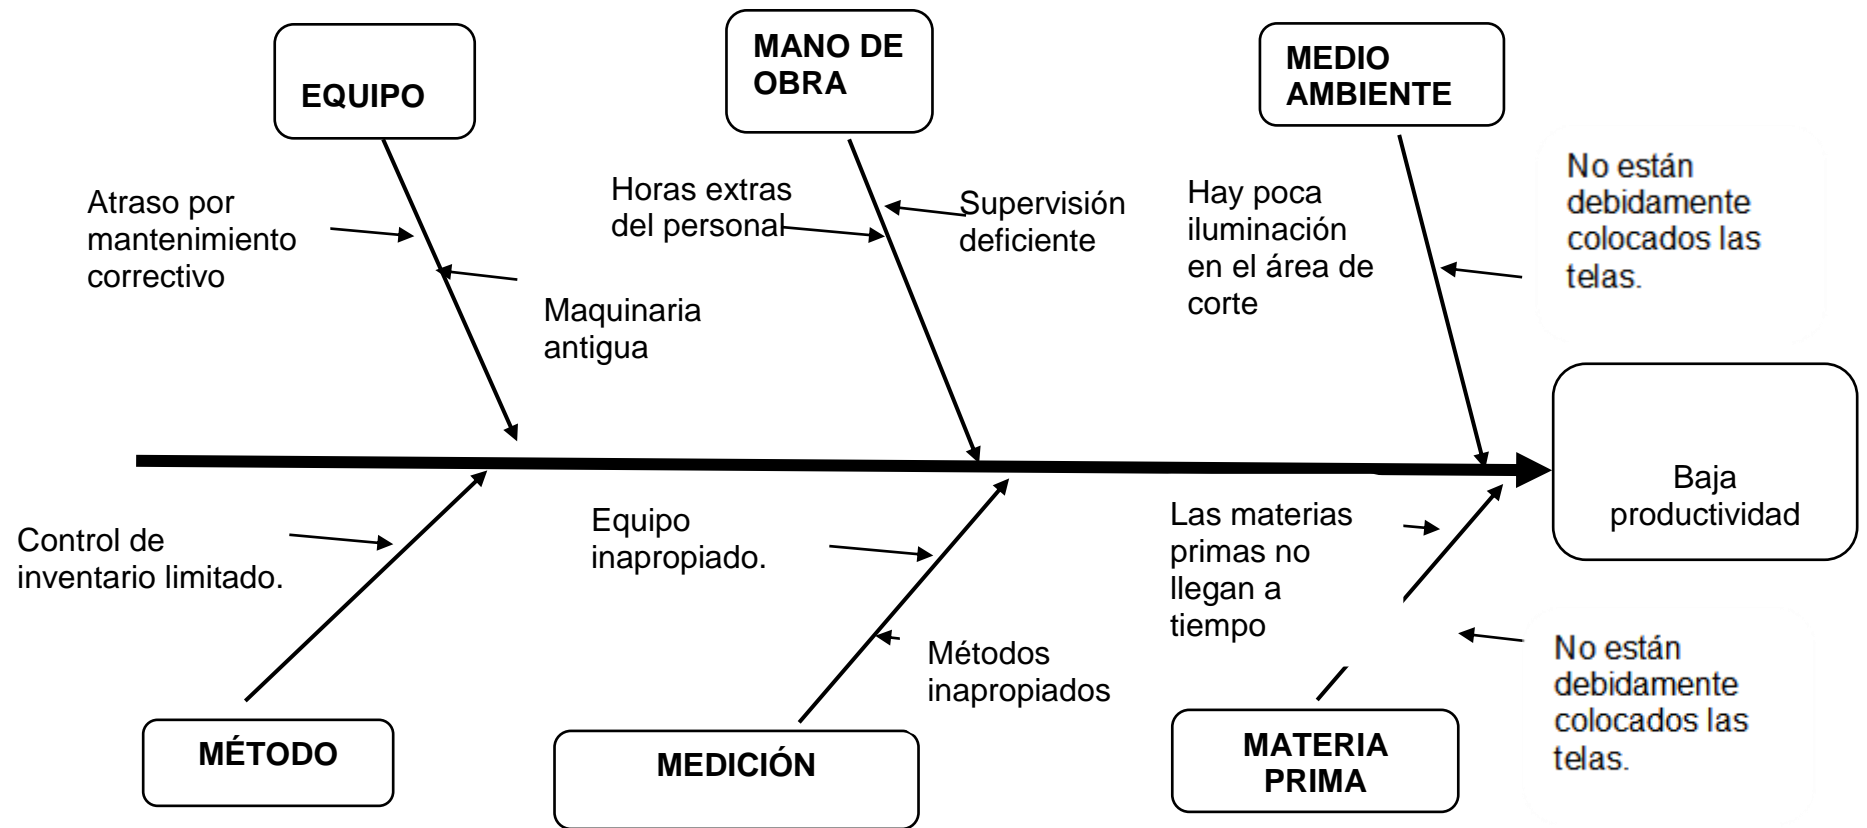 EQUIPO
MANO DE
OBRA
MEDIO
AMBIENTE
Atraso por
mantenimiento
correctivo
Maquinaria
antigua
Horas extras
del personal
Supervisión
deficiente
Hay poca
iluminación
en el área de
corte
No están
debidamente
colocados las
telas.
Baja
productividad
Control de
inventario limitado.
Equipo
inapropiado.
Métodos
inapropiados
Las materias
primas no
llegan a
tiempo
No están
debidamente
colocados las
telas.
MÉTODO
MEDICIÓN
MATERIA
PRIMA